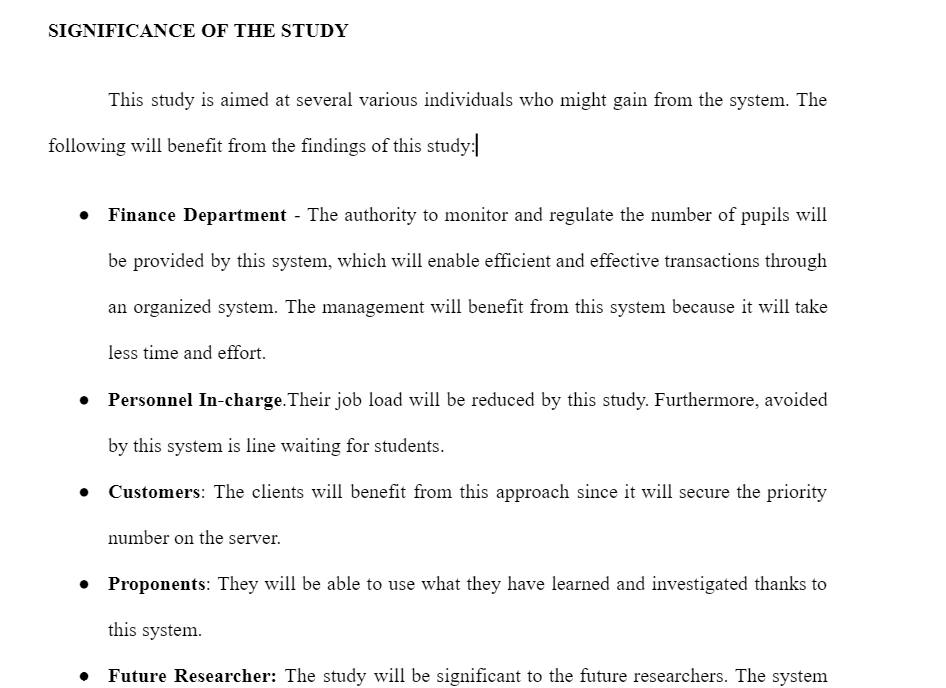 SIGNIFICANCE OF THE STUDY
This study is aimed at several various individuals who might gain from the system. The
following will benefit from the findings of this study:
● Finance Department - The authority to monitor and regulate the number of pupils will
be provided by this system, which will enable efficient and effective transactions through
an organized system. The management will benefit from this system because it will take
less time and effort.
● Personnel In-charge.Their job load will be reduced by this study. Furthermore, avoided
by this system is line waiting for students.
● Customers: The clients will benefit from this approach since it will secure the priority
number on the server.
● Proponents: They will be able to use what they have learned and investigated thanks to
this system.
● Future Researcher: The study will be significant to the future researchers. The system